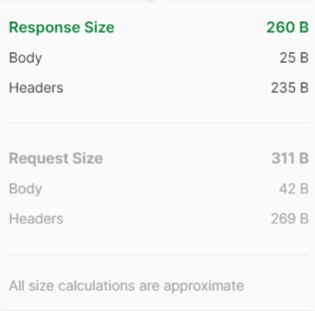 Response Size 260 B
Body 25 B
Headers 235 B
Request Size 311 B
Body 42 B
Headers 269 B
All size calculations are approximate